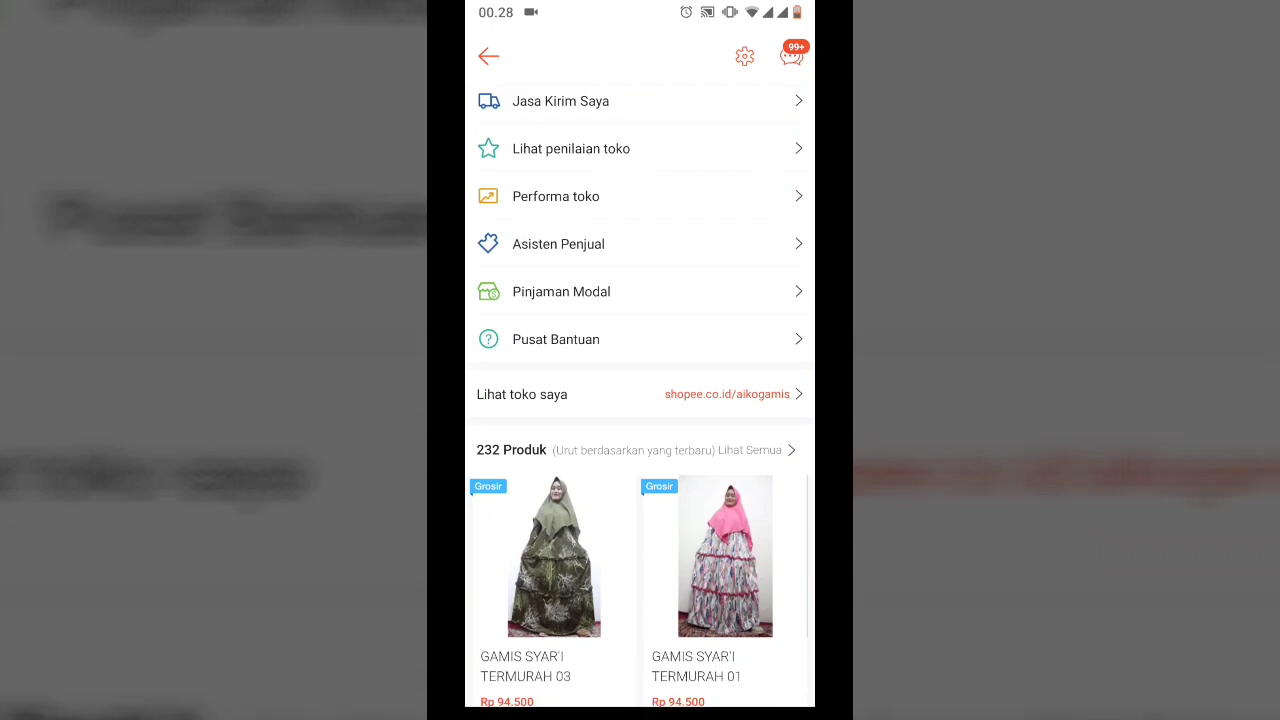 00.28
99+
Jasa Kirim Saya
Lihat penilaian toko
Performa toko
Asisten Penjual
Pinjaman Modal
Pusat Bantuan
Lihat toko saya shopee.co.id/aikogamis
232 Produk (Urut berdasarkan yang terbaru) Lihat Semua
Grosir Grosir
GAMIS SYAR'I GAMIS SYAR'I
TERMURAH 03 TERMURAH 01
Rp 94.500 Rp 94.500